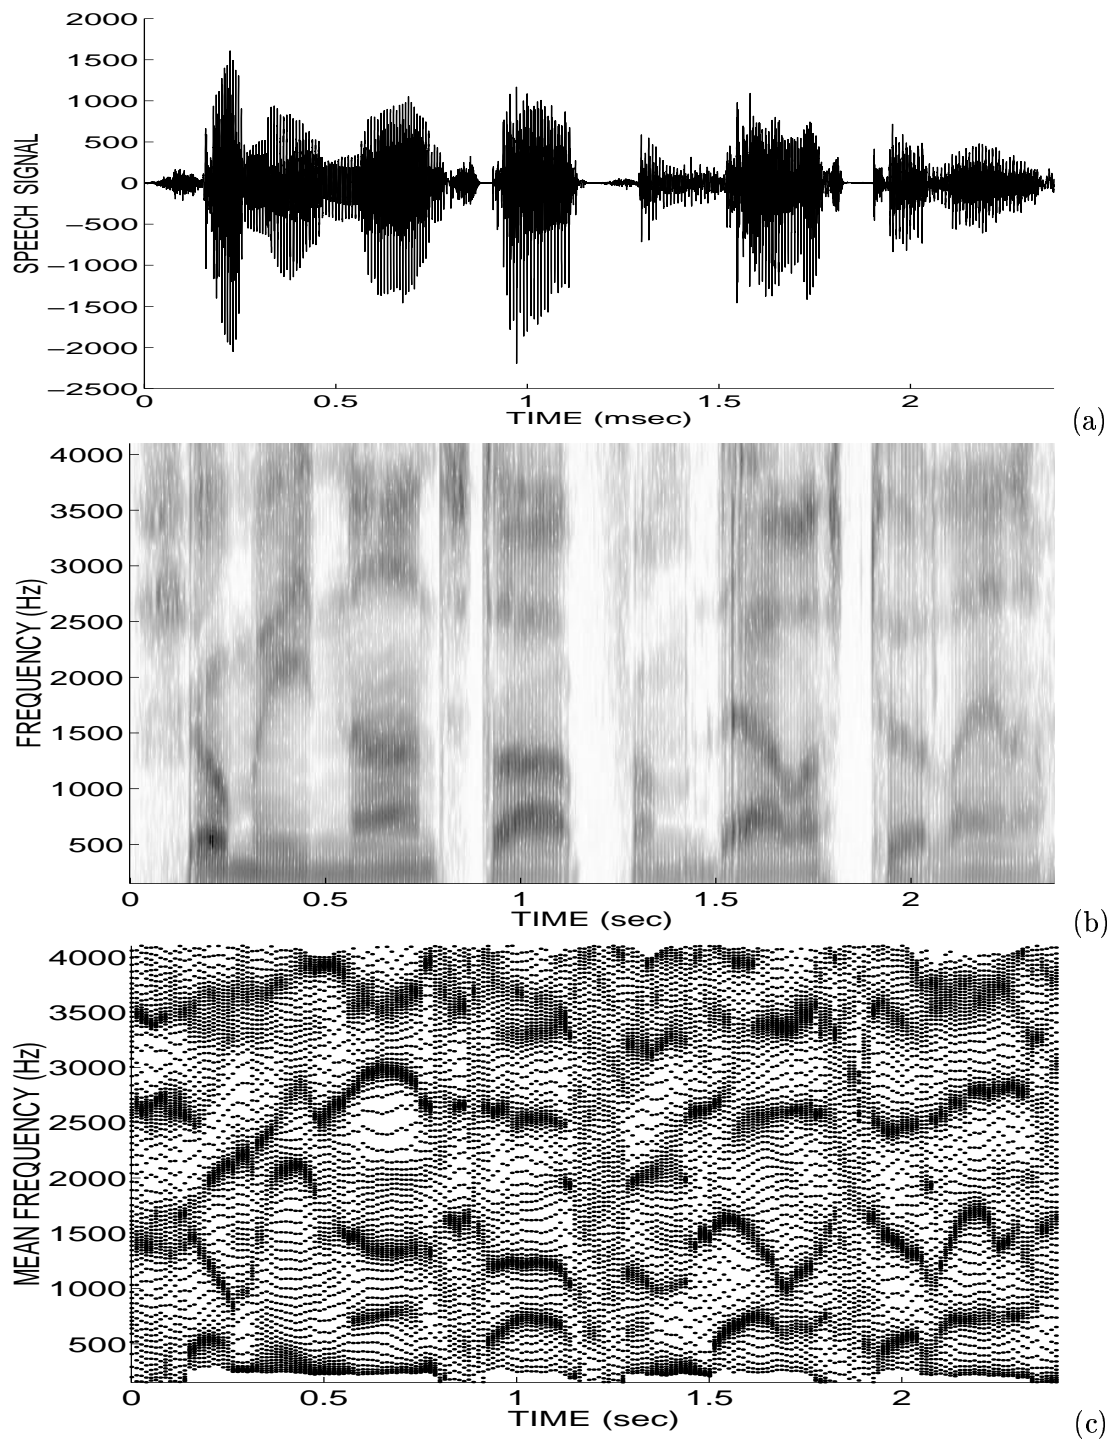 2000
1500
1000
500
0
−500
−1000
−1500
−2000
−2500
SPEECH SIGNAL
0 0.5 1 1.5 2
TIME (msec)
(a)
4000
3500
3000
2500
2000
1500
1000
500
FREQUENCY (Hz)
0 0.5 1 1.5 2
TIME (sec)
(b)
4000
3500
3000
2500
2000
1500
1000
500
MEAN FREQUENCY (Hz)
0 0.5 1 1.5 2
TIME (sec)
(c)